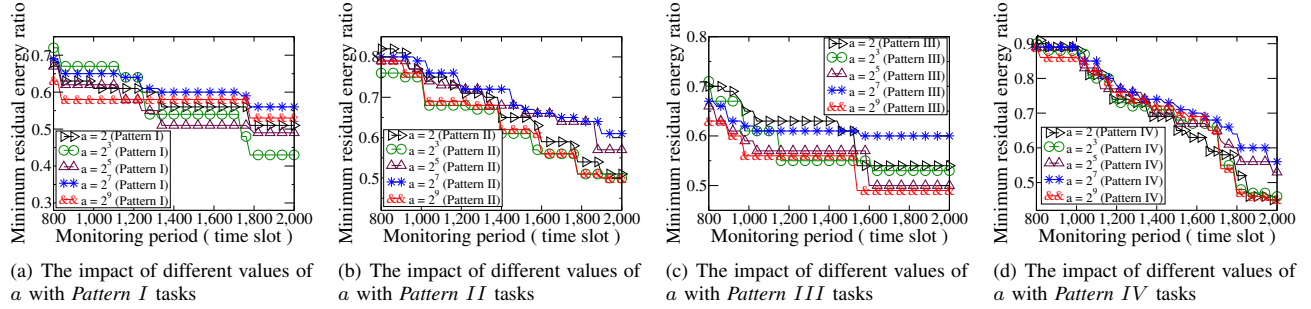 Minimum residual energy ratio
0.7
0.6
0.5
0.4
0.3
a = 2 (Pattern I)
a = 2^3 (Pattern I)
a = 2^5 (Pattern I)
a = 2^7 (Pattern I)
a = 2^9 (Pattern I)
800 1,000 1,200 1,400 1,600 1,800 2,000
Monitoring period ( time slot )
(a) The impact of different values of
a with Pattern I tasks
Minimum residual energy ratio
0.8
0.7
0.6
0.5
a = 2 (Pattern II)
a = 2^3 (Pattern II)
a = 2^5 (Pattern II)
a = 2^7 (Pattern II)
a = 2^9 (Pattern II)
800 1,000 1,200 1,400 1,600 1,800 2,000
Monitoring period ( time slot )
(b) The impact of different values of
a with Pattern II tasks
Minimum residual energy ratio
0.8
0.7
0.6
0.5
a = 2 (Pattern III)
a = 2^3 (Pattern III)
a = 2^5 (Pattern III)
a = 2^7 (Pattern III)
a = 2^9 (Pattern III)
800 1,000 1,200 1,400 1,600 1,800 2,000
Monitoring period ( time slot )
(c) The impact of different values of
a with Pattern III tasks
Minimum residual energy ratio
0.9
0.8
0.7
0.6
0.5
a = 2 (Pattern IV)
a = 2^3 (Pattern IV)
a = 2^5 (Pattern IV)
a = 2^7 (Pattern IV)
a = 2^9 (Pattern IV)
800 1,000 1,200 1,400 1,600 1,800 2,000
Monitoring period ( time slot )
(d) The impact of different values of
a with Pattern IV tasks